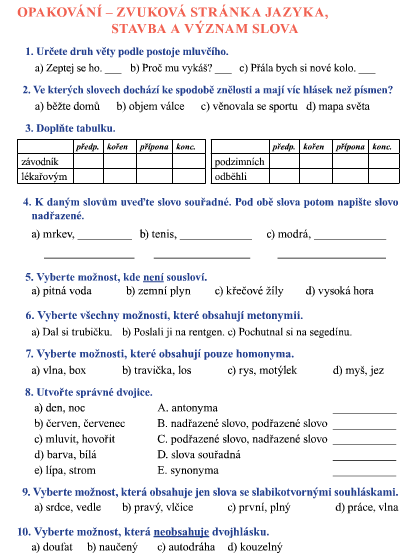 OPAKOVÁNÍ – ZVUKOVÁ STRÁNKA JAZYKA,
STAVBA A VÝZNAM SLOVA
1. Určete druh věty podle postoje mluvčího.
a) Zeptej se ho. ___ b) Proč mu vykáš? ___ c) Přála bych si nové kolo. ___
2. Ve kterých slovech dochází ke spodobě znělosti a mají víc hlásek než písmen?
a) běžte domů b) objem válce c) věnovala se sportu d) mapa světa
3. Doplňte tabulku.
předp. kořen přípona konc. předp. kořen přípona konc.
závodník podzimních
lékařovým odběhli
4. K daným slovům uveďte slovo souřadné. Pod obě slova potom napište slovo
nadřazené.
a) mrkev, __________ b) tenis, _____________ c) modrá, _____________
5. Vyberte možnost, kde není sousloví.
a) pitná voda b) zemní plyn c) křečové žíly d) vysoká hora
6. Vyberte všechny možnosti, které obsahují metonymii.
a) Dal si trubičku. b) Poslali ji na rentgen. c) Pochutnal si na segedínu.
7. Vyberte možnosti, které obsahují pouze homonyma.
a) vlna, box b) travička, los c) rys, motýlek d) myš, jez
8. Utvořte správné dvojice.
a) den, noc A. antonyma ____________
b) červen, červenec B. nadřazené slovo, podřazené slovo ____________
c) mluvit, hovořit C. podřazené slovo, nadřazené slovo ____________
d) barva, bílá D. slova souřadná ____________
e) lípa, strom E. synonyma ____________
9. Vyberte možnost, která obsahuje jen slova se slabikotvornými souhláskami.
a) srdce, vedle b) pravý, vlčice c) první, plný d) práce, vlna
10. Vyberte možnost, která neobsahuje dvojhlásku.
a) doufat b) naučený c) autodráha d) kouzelný